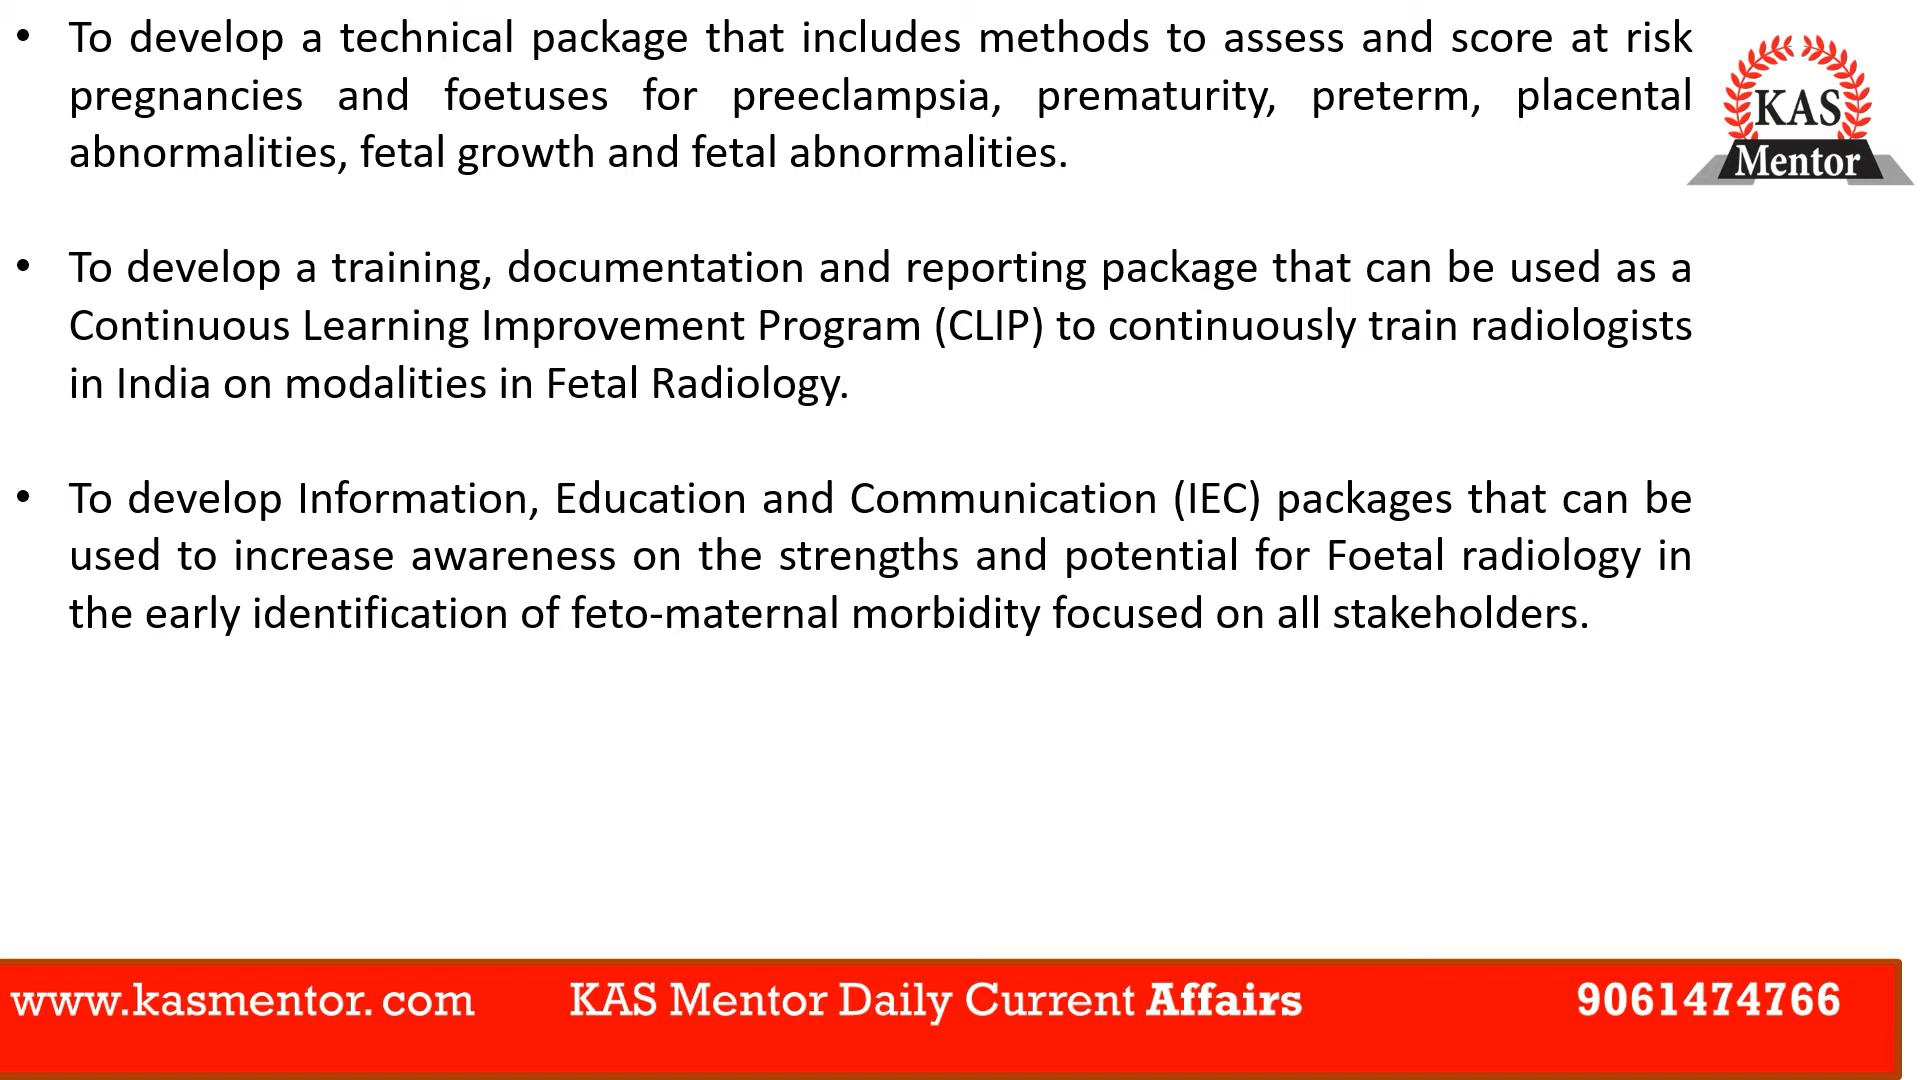 • To develop a technical package that includes methods to assess and score at risk
pregnancies and foetuses for preeclampsia, prematurity, preterm, placental
abnormalities, fetal growth and fetal abnormalities.
• To develop a training, documentation and reporting package that can be used as a
Continuous Learning Improvement Program (CLIP) to continuously train radiologists
in India on modalities in Fetal Radiology.
• To develop Information, Education and Communication (IEC) packages that can be
used to increase awareness on the strengths and potential for Foetal radiology in
the early identification of feto-maternal morbidity focused on all stakeholders.
KAS
Mentor
www.kasmentor. com KAS Mentor Daily Current Affairs 9061474766